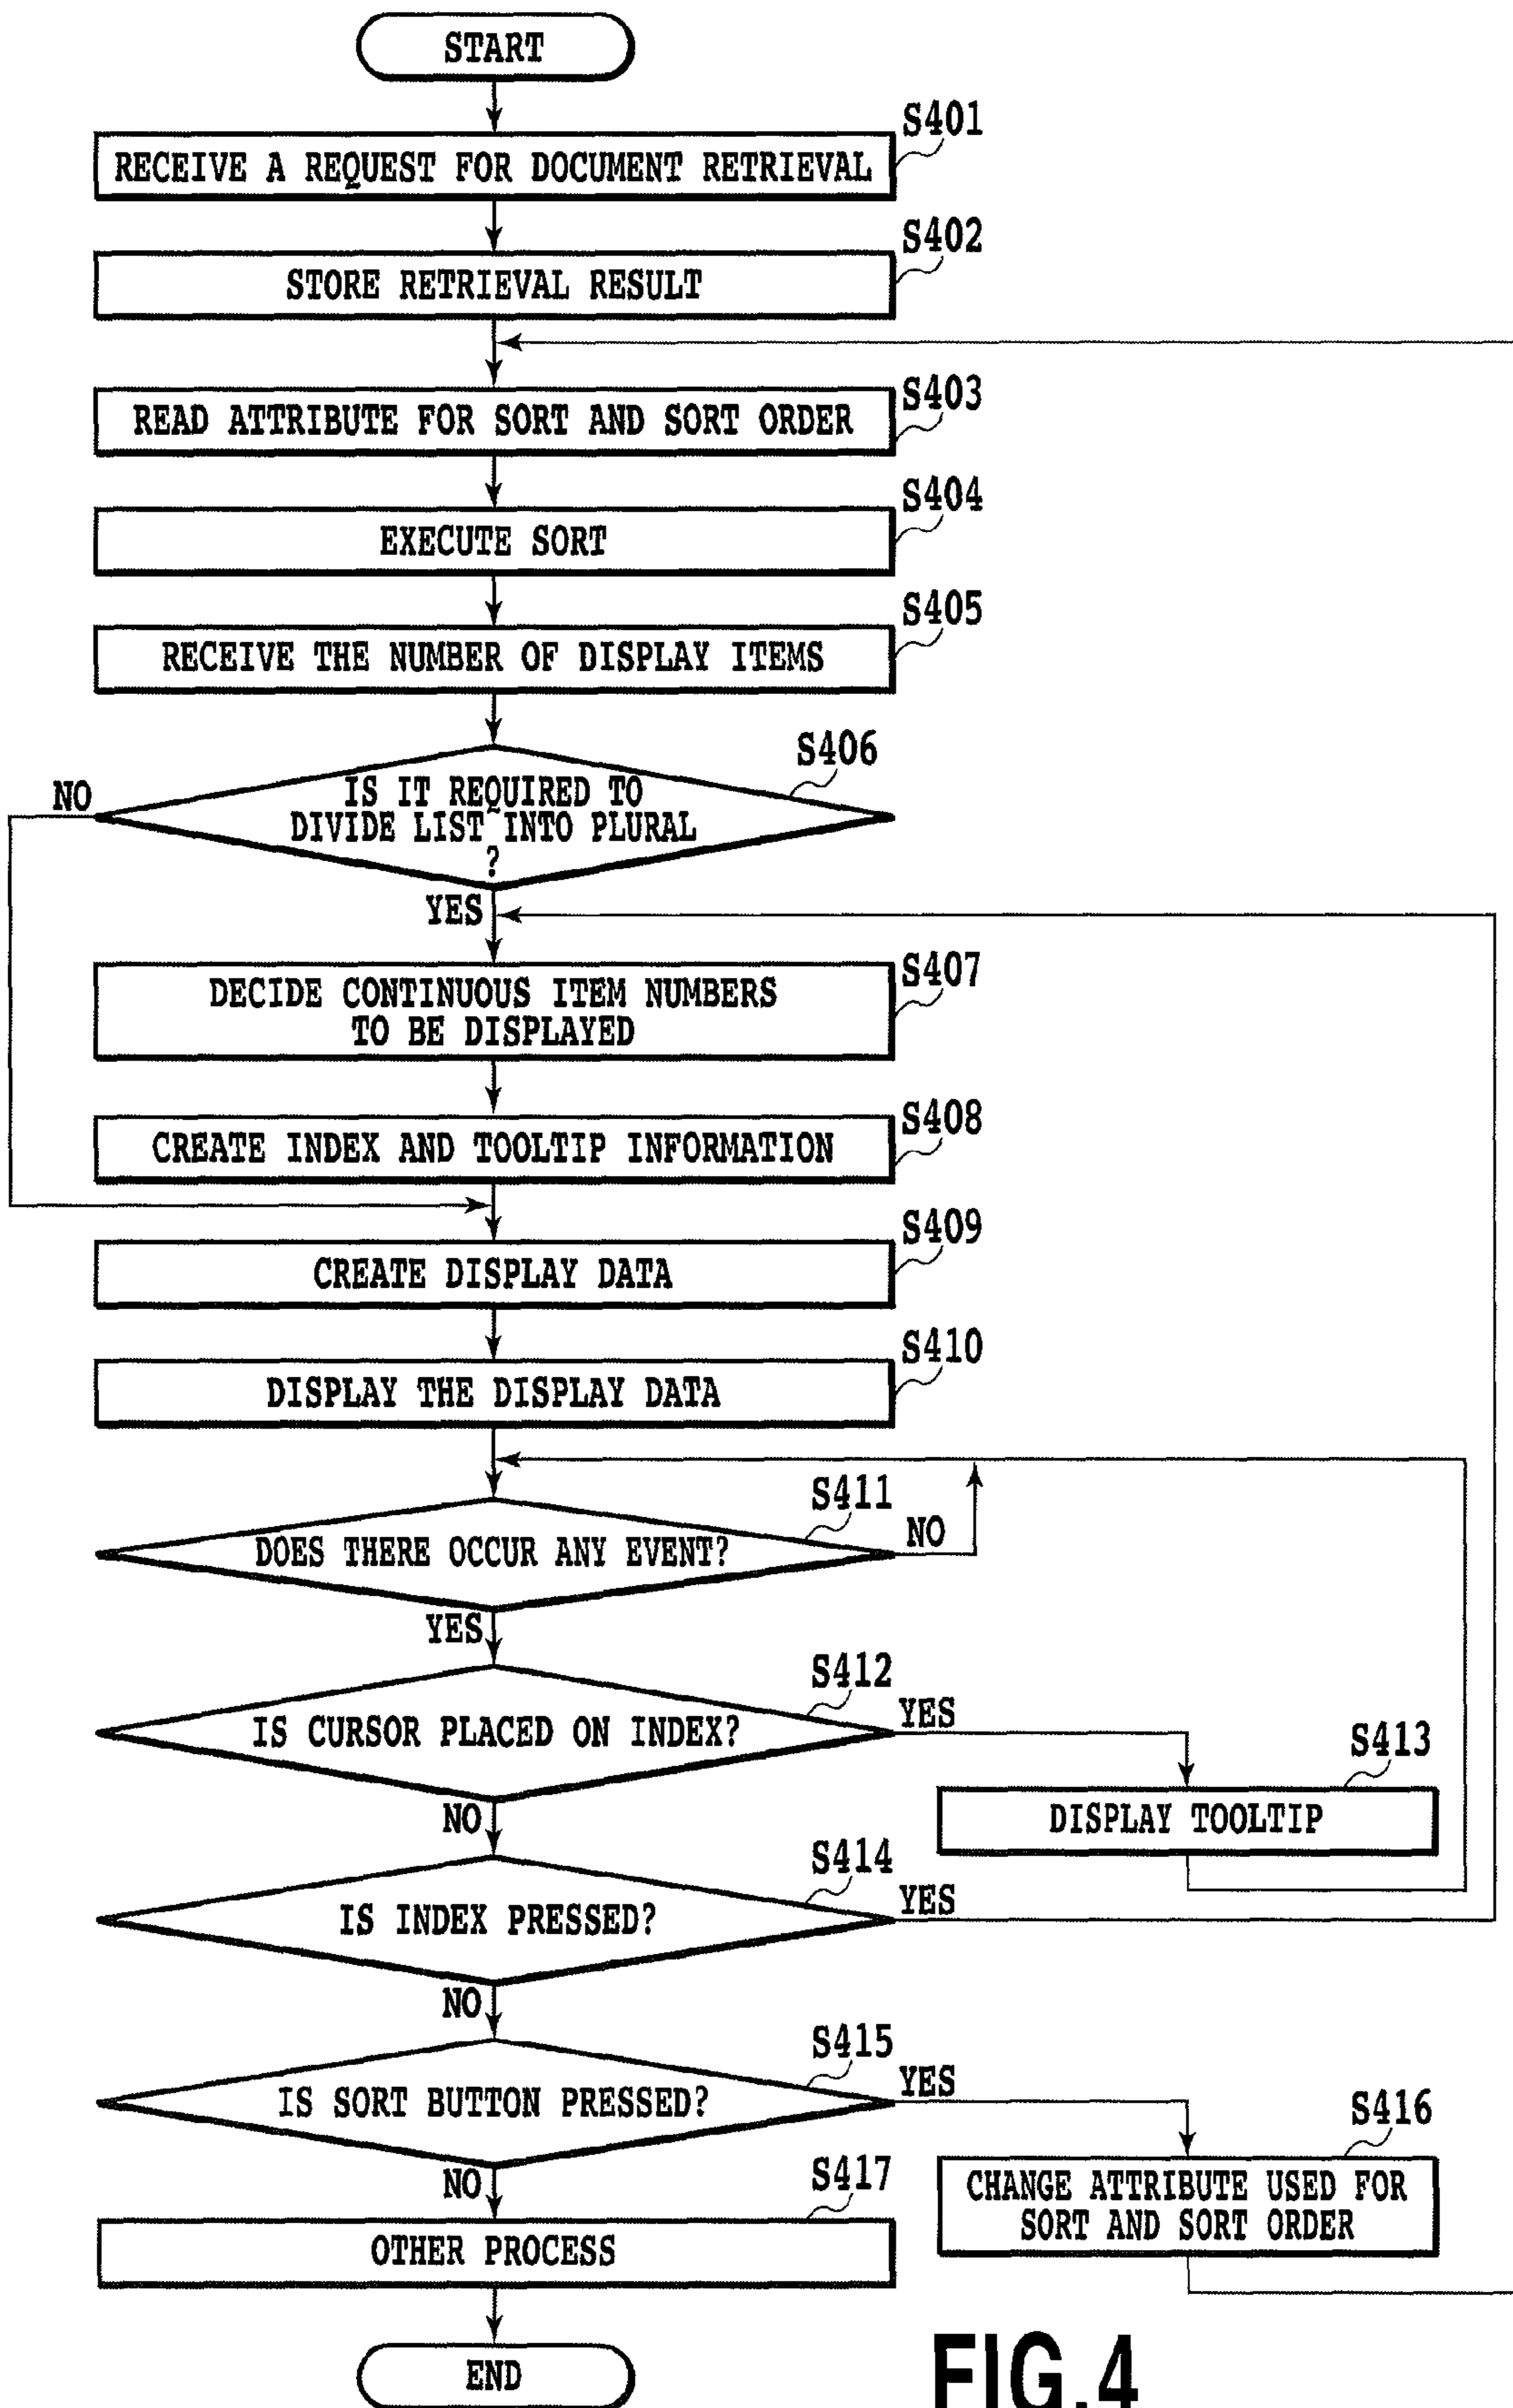 START
S401
RECEIVE A REQUEST FOR DOCUMENT RETRIEVAL
S402
STORE RETRIEVAL RESULT
S403
READ ATTRIBUTE FOR SORT AND SORT ORDER
S404
EXECUTE SORT
S405
RECEIVE THE NUMBER OF DISPLAY ITEMS
S406
NO
IS IT REQUIRED TO
DIVIDE LIST INTO PLURAL
?
YES
S407
DECIDE CONTINUOUS ITEM NUMBERS
TO BE DISPLAYED
S408
CREATE INDEX AND TOOLTIP INFORMATION
S409
CREATE DISPLAY DATA
S410
DISPLAY THE DISPLAY DATA
S411
DOES THERE OCCUR ANY EVENT?
NO
YES
S412
IS CURSOR PLACED ON INDEX?
YES
S413
DISPLAY TOOLTIP
NO
S414
IS INDEX PRESSED?
YES
NO
S415
IS SORT BUTTON PRESSED?
YES
S416
CHANGE ATTRIBUTE USED FOR
SORT AND SORT ORDER
NO
S417
OTHER PROCESS
END
FIG.4